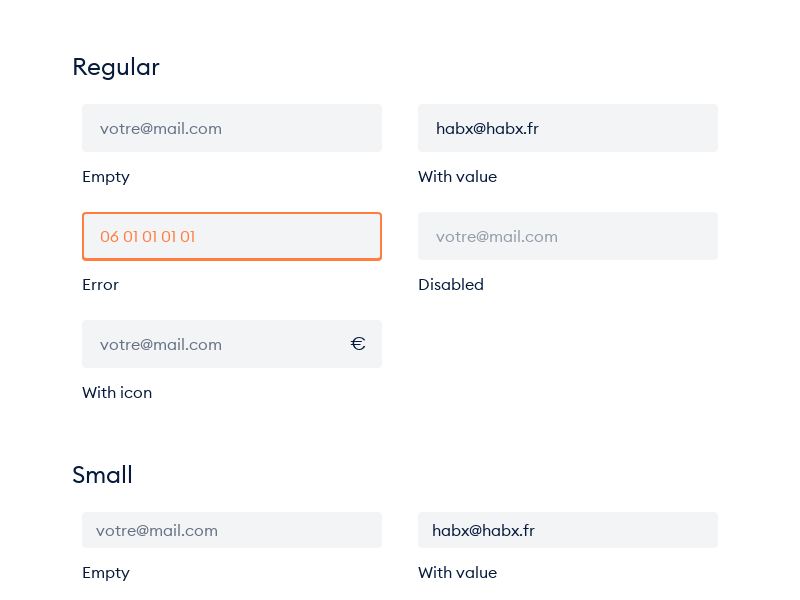 Regular
votre@mail.com
habx@habx.fr
Empty
With value
06 01 01 01 01
votre@mail.com
Error
Disabled
votre@mail.com €
With icon
Small
votre@mail.com
habx@habx.fr
Empty
With value